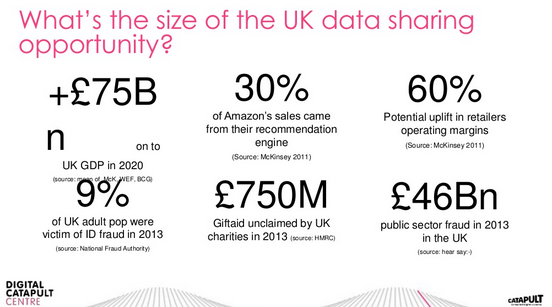 What's the size of the UK data sharing
opportunity?
+£75B
n on to
UK GDP in 2020
(source: mean of, McK, WEF, BCG)
30%
of Amazon's sales came
from their recommendation
engine
(Source: McKinsey 2011)
60%
Potential uplift in retailers
operating margins
(Source: McKinsey 2011)
9%
of UK adult pop were
victim of ID fraud in 2013
(source: National Fraud Authority)
£750M
Giftaid unclaimed by UK
charities in 2013 (source: HMRC)
£46Bn
public sector fraud in 2013
in the UK
(source: hear say:-)
DIGITAL
CATAPULT
CENTRE
CATAPULT